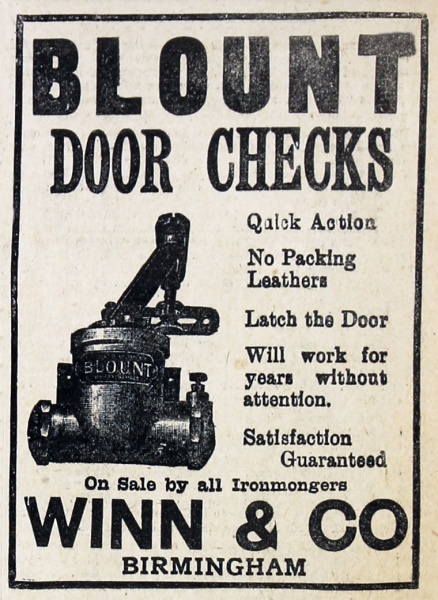 BLOUNT
DOOR CHECKS
Quick Action
No Packing
Leathers
Latch the Door
BLOUNT
Will work for
years without
attention.
Satisfaction
Guaranteed
On Sale by all Ironmongers
WINN & CO
BIRMINGHAM